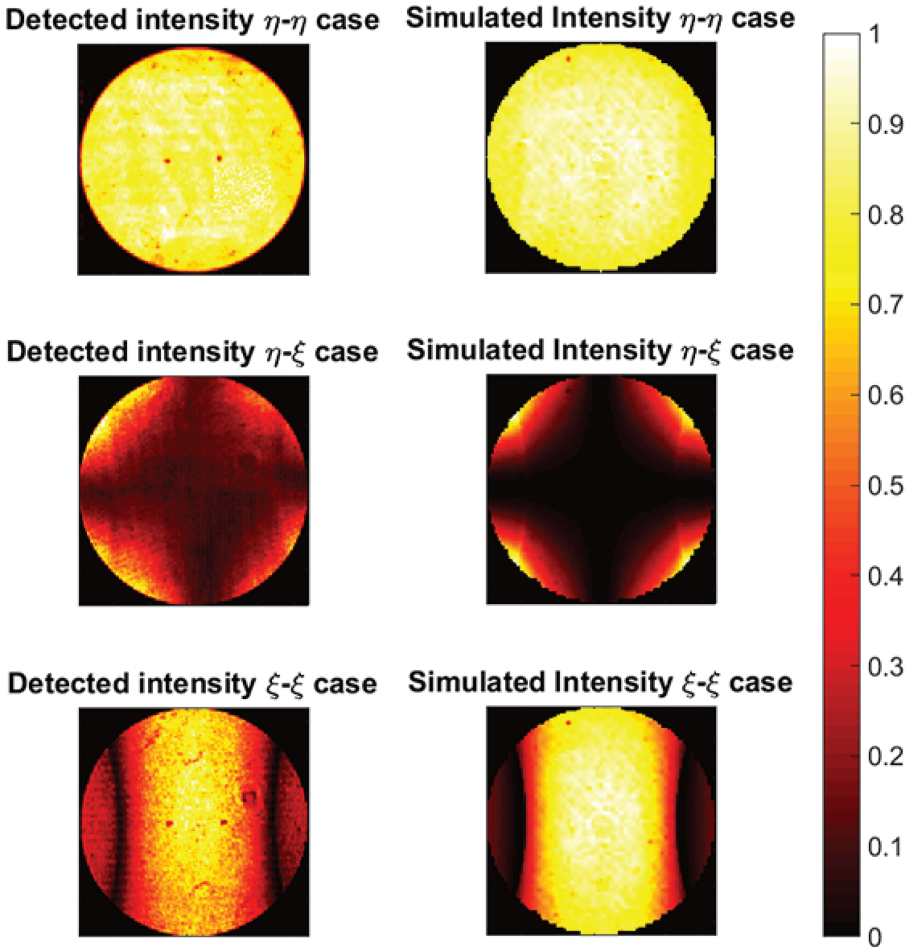 Detected intensity η-η case
Simulated Intensity η-η case
Detected intensity η-ξ case
Simulated Intensity η-ξ case
Detected intensity ξ-ξ case
Simulated Intensity ξ-ξ case
1
0.9
0.8
0.7
0.6
0.5
0.4
0.3
0.2
0.1
0